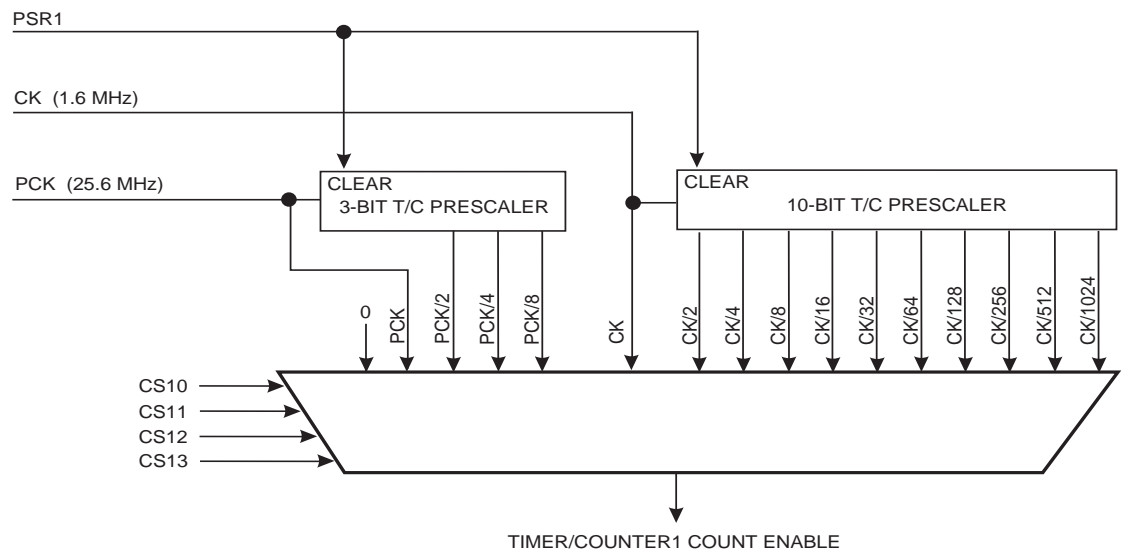 PSR1
CK (1.6 MHz)
PCK (25.6 MHz)
CLEAR
3-BIT T/C PRESCALER
CLEAR
10-BIT T/C PRESCALER
0
PCK
PCK/2
PCK/4
PCK/8
CK
CK/2
CK/4
CK/8
CK/16
CK/32
CK/64
CK/128
CK/256
CK/512
CK/1024
CS10
CS11
CS12
CS13
TIMER/COUNTER1 COUNT ENABLE